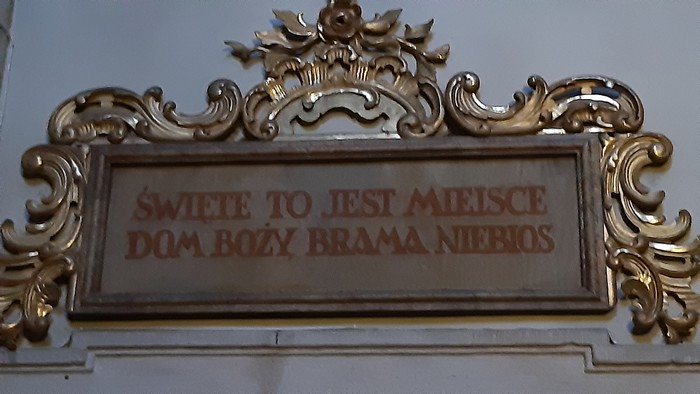 ŚWIĘTE TO JEST MIEJSCE
DOM BOŻY, BRAMA NIEBIOS